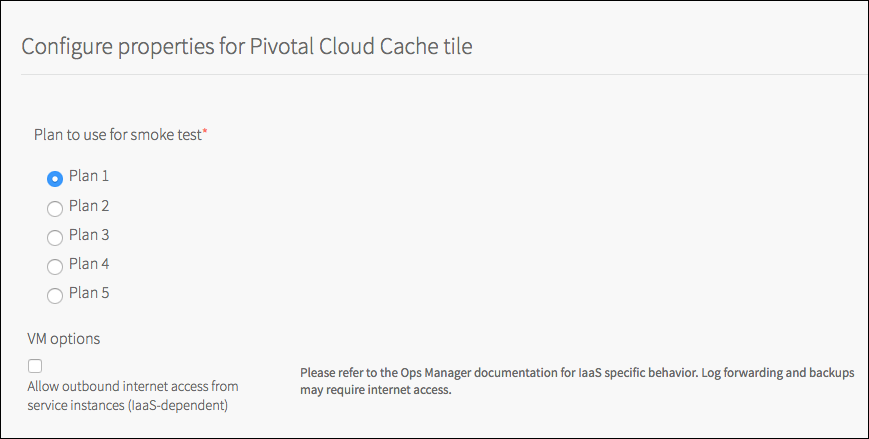 Configure properties for Pivotal Cloud Cache tile
Plan to use for smoke test*
Plan 1
Plan 2
Plan 3
Plan 4
Plan 5
VM options
Allow outbound internet access from
service instances (IaaS-dependent)
Please refer to the Ops Manager documentation for IaaS specific behavior. Log forwarding and backups
may require internet access.